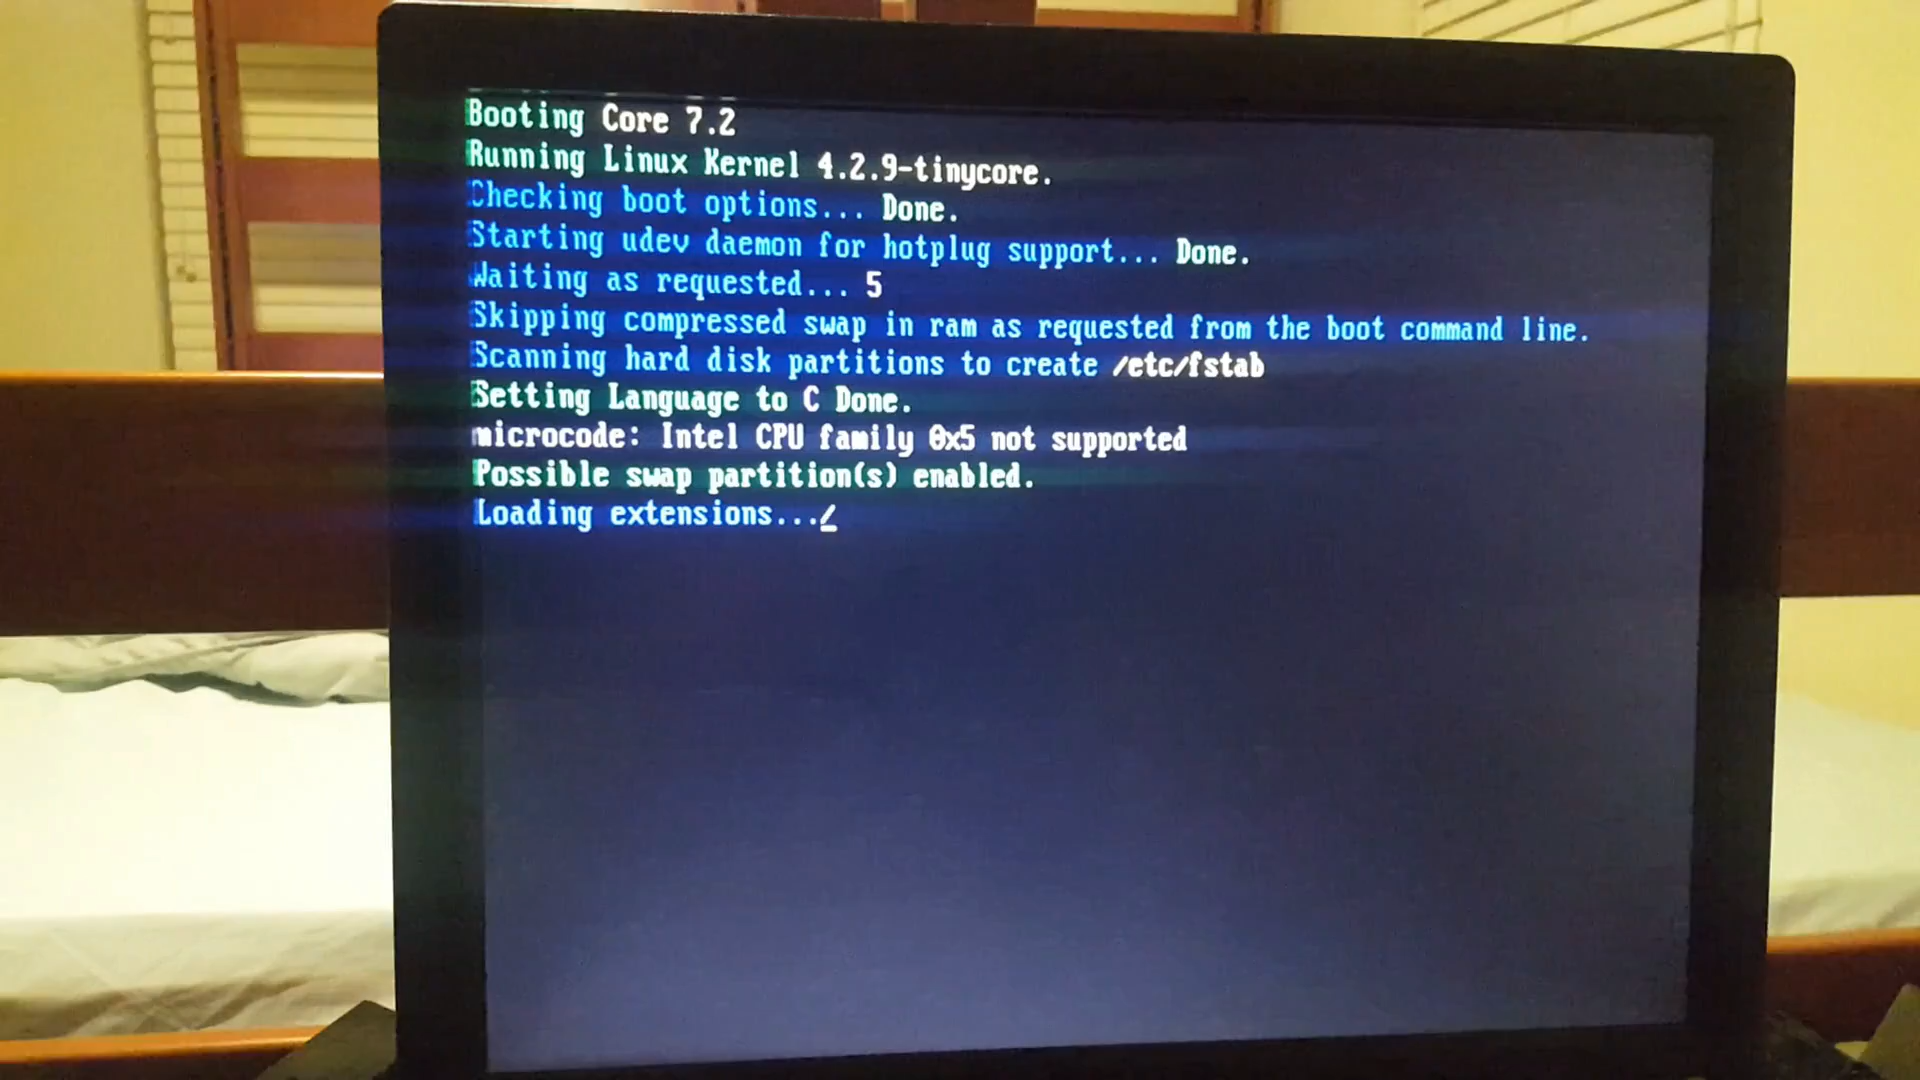 Booting Core 7.2
Running Linux Kernel 4.2.9-tinycore.
Checking boot options... Done.
Starting udev daemon for hotplug support... Done.
Waiting as requested... 5
Skipping compressed swap in ram as requested from the boot command line.
Scanning hard disk partitions to create /etc/fstab
Setting Language to C Done.
microcode: Intel CPU family 0x5 not supported
Possible swap partition(s) enabled.
Loading extensions.../